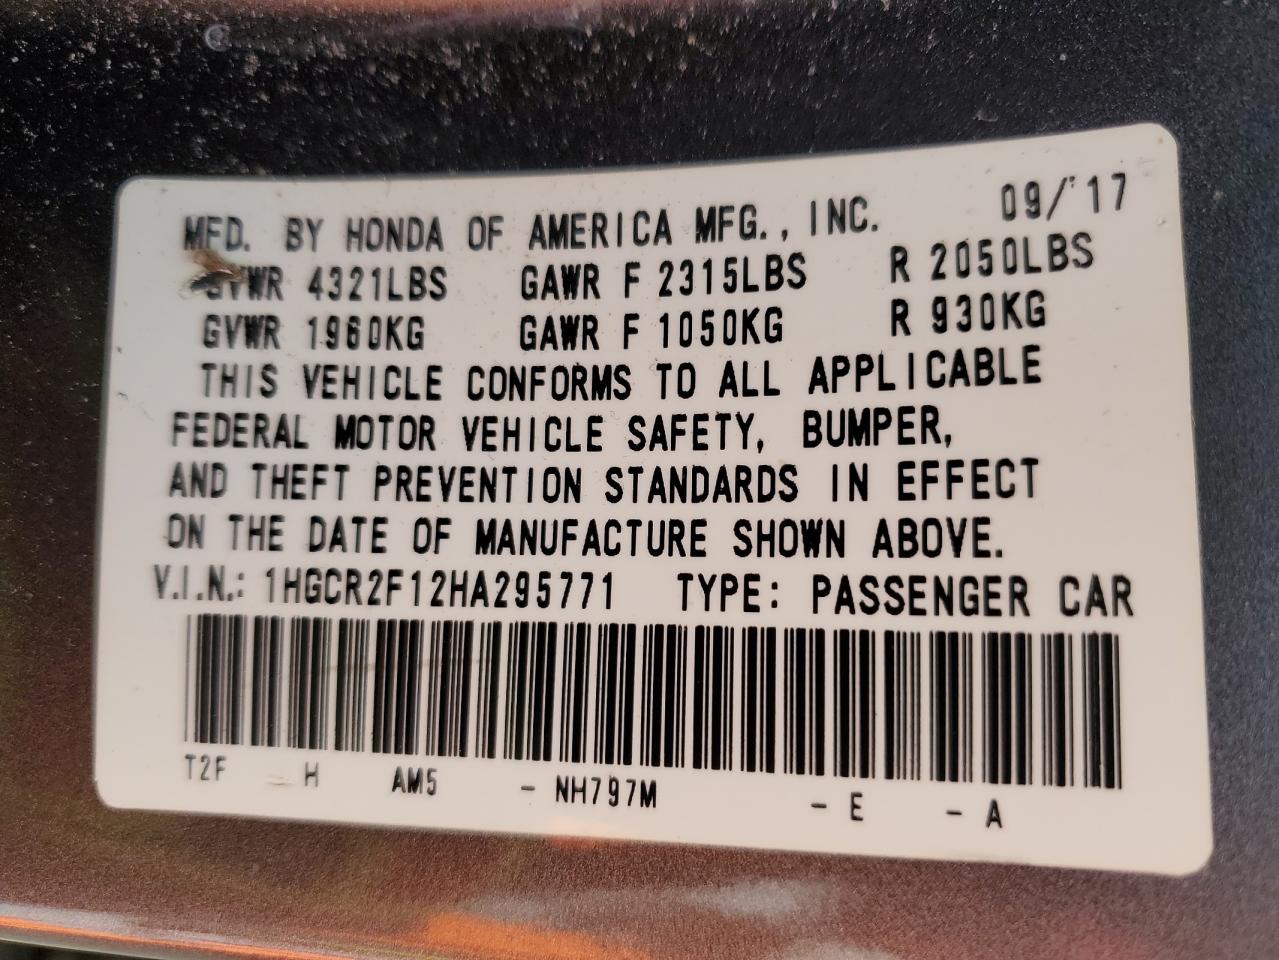 MFD. BY HONDA OF AMERICA MFG., INC. 09/17
GVWR 4321LBS GAWR F 2315LBS R 2050LBS
GVWR 1960KG GAWR F 1050KG R 930KG
THIS VEHICLE CONFORMS TO ALL APPLICABLE
FEDERAL MOTOR VEHICLE SAFETY, BUMPER,
AND THEFT PREVENTION STANDARDS IN EFFECT
ON THE DATE OF MANUFACTURE SHOWN ABOVE.
V.I.N.: 1HGCR2F12HA295771 TYPE: PASSENGER CAR
T2F H AM5 - NH797M - E - A